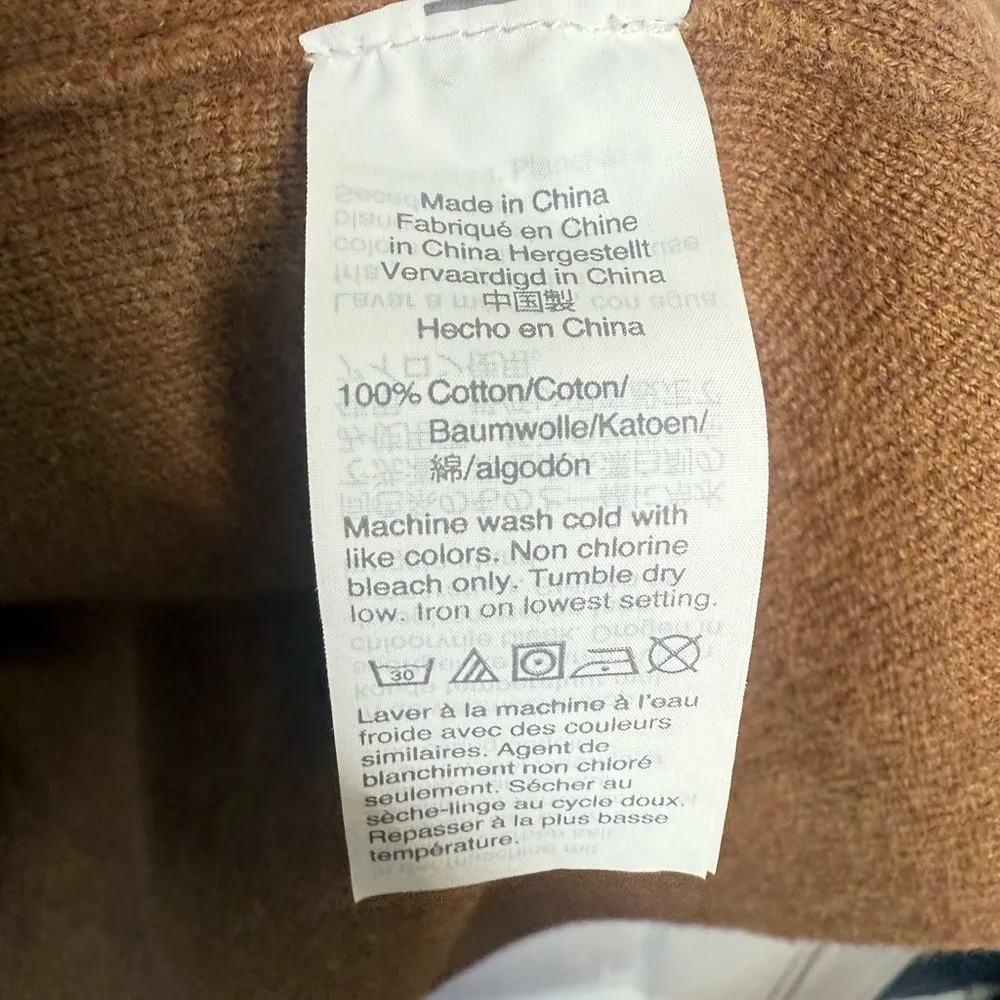 Made in China
Fabriqué en Chine
in China Hergestellt
Vervaardigd in China
中国製
Hecho en China
100% Cotton/Coton/
Baumwolle/Katoen/
綿/algodón
Machine wash cold with
like colors. Non chlorine
bleach only. Tumble dry
low. Iron on lowest setting.
30
Laver à la machine à l'eau
froide avec des couleurs
similaires. Agent de
blanchiment non chloré
seulement. Sécher au
sèche-linge au cycle doux.
Repasser à la plus basse
température.